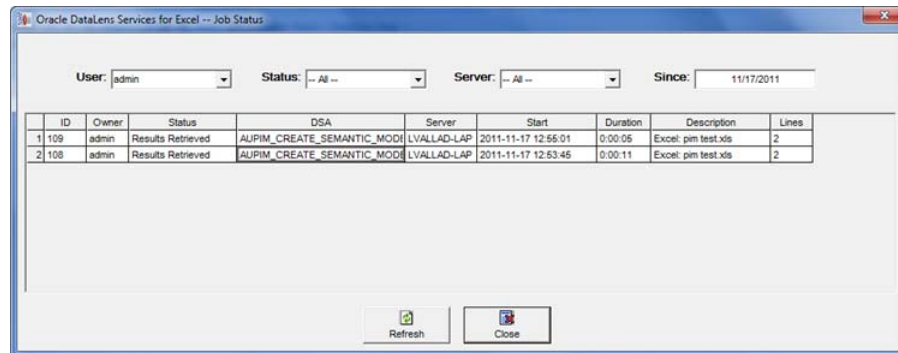 Oracle DataLens Services for Excel -- Job Status
User: admin Status: -- All -- Server: -- All -- Since: 11/17/2011
ID Owner Status DSA Server Start Duration Description Lines
1 109 admin Results Retrieved AUPIM_CREATE_SEMANTIC_MODE LVALLAD-LAP 2011-11-17 12:55:01 0:00:05 Excel: pim test.xls 2
2 108 admin Results Retrieved AUPIM_CREATE_SEMANTIC_MODE LVALLAD-LAP 2011-11-17 12:53:45 0:00:11 Excel: pim test.xls 2
Refresh Close